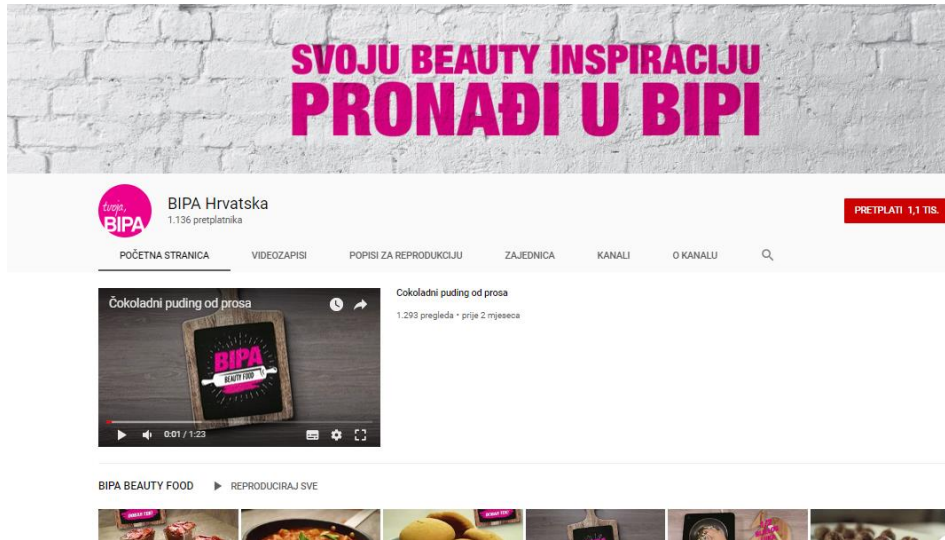 SVOJU BEAUTY INSPIRACIJU
PRONAĐI U BIPI
tvoja,
BIPA
BIPA Hrvatska
1.136 pretplatnika
PRETPLATI 1,1 TIS.
POČETNA STRANICA VIDEOZAPISI POPISI ZA REPRODUKCIJU ZAJEDNICA KANALI O KANALU
Čokoladni puding od prosa
BIPA
BEAUTY FOOD
0:01 / 1:23
Čokoladni puding od prosa
1.293 pregleda • prije 2 mjeseca
BIPA BEAUTY FOOD REPRODUCIRAJ SVE